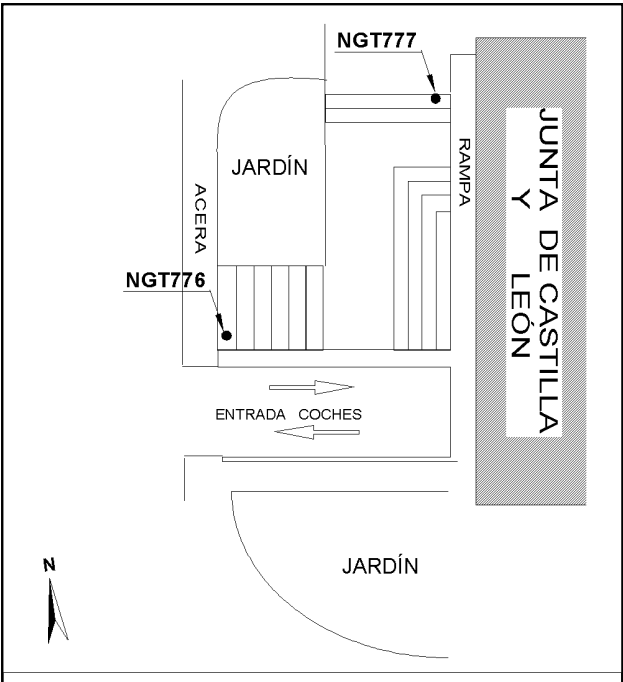 NGT777
JARDÍN
RAMPA
ACERA
JUNTA DE CASTILLA
Y LEÓN
NGT776
ENTRADA COCHES
JARDÍN
N